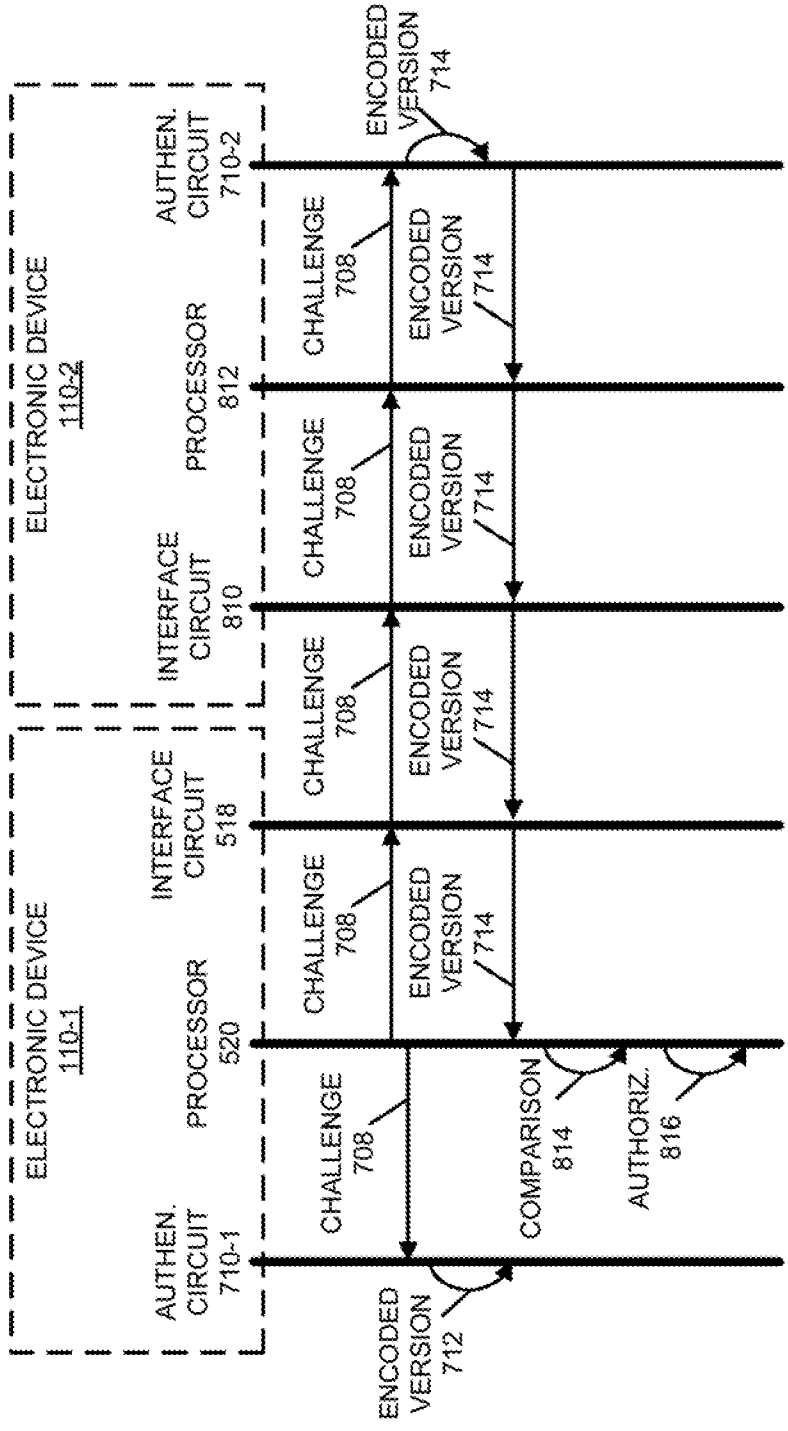 ELECTRONIC DEVICE
110-1
AUTHEN.
CIRCUIT
710-1
PROCESSOR
520
INTERFACE
CIRCUIT
518
ELECTRONIC DEVICE
110-2
INTERFACE
CIRCUIT
810
PROCESSOR
812
AUTHEN.
CIRCUIT
710-2
CHALLENGE
708
CHALLENGE
708
CHALLENGE
708
CHALLENGE
708
CHALLENGE
708
ENCODED
VERSION
712
ENCODED
VERSION
714
ENCODED
VERSION
714
ENCODED
VERSION
714
ENCODED
VERSION
714
ENCODED
VERSION
714
COMPARISON
814
AUTHORIZ.
816